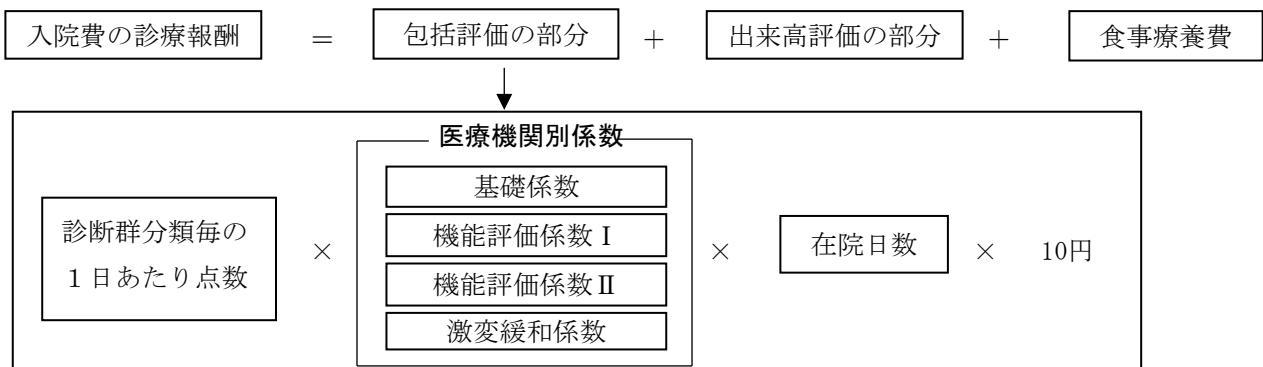 入院費の診療報酬 = 包括評価の部分 + 出来高評価の部分 + 食事療養費
医療機関別係数
基礎係数
機能評価係数Ⅰ
機能評価係数Ⅱ
激変緩和係数
診断群分類毎の
１日あたり点数
×
×
在院日数
×
10円